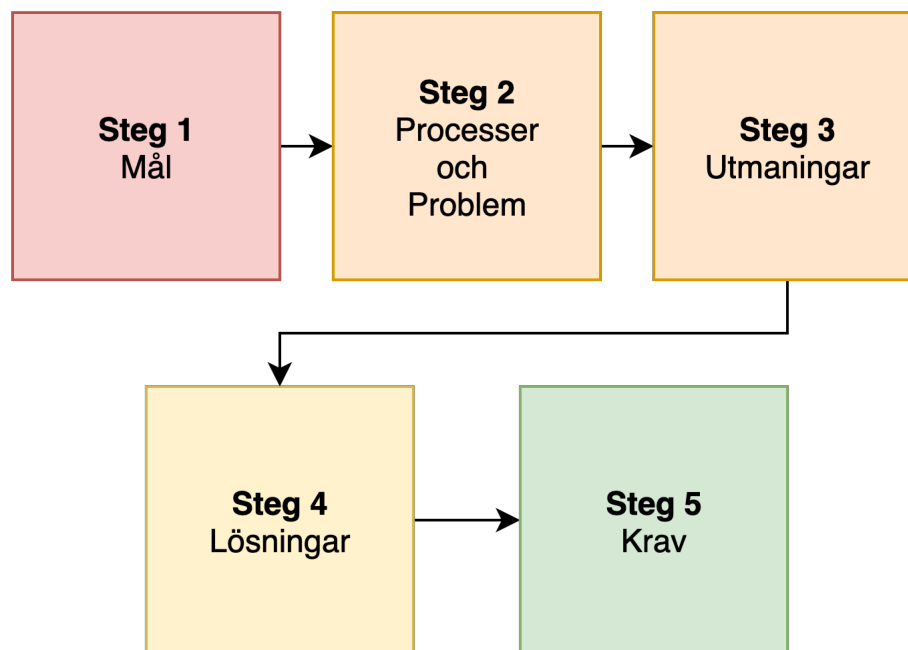 Steg 1
Mål
Steg 2
Processer
och
Problem
Steg 3
Utmaningar
Steg 4
Lösningar
Steg 5
Krav